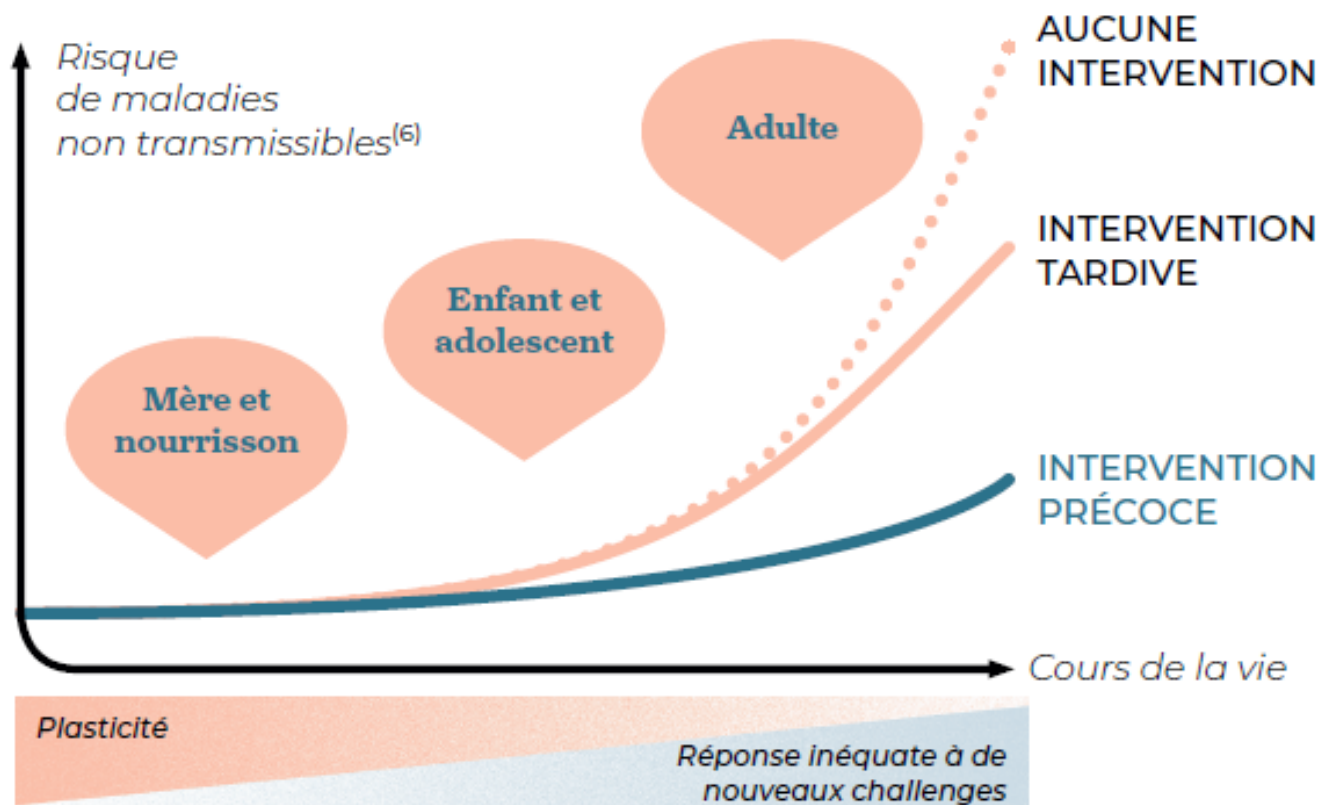 Risque
de maladies
non transmissibles(6)
AUCUNE
INTERVENTION
Adulte
INTERVENTION
TARDIVE
Enfant et
adolescent
Mère et
nourrisson
INTERVENTION
PRÉCOCE
Cours de la vie
Plasticité
Réponse inéquate à de
nouveaux challenges